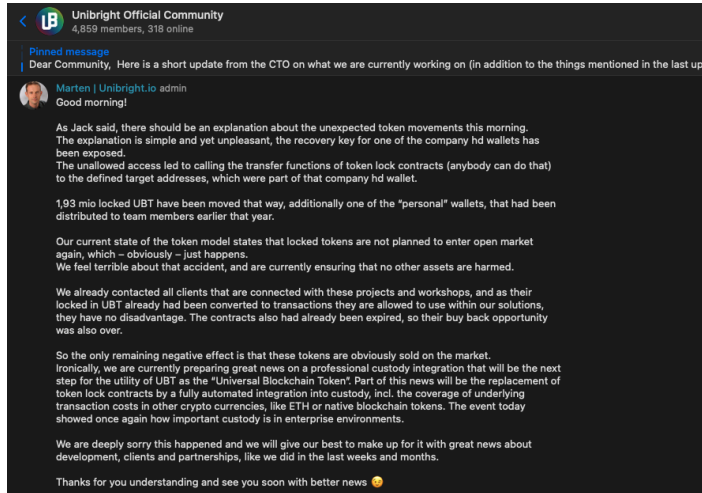 Unibright Official Community
4,859 members, 318 online
Pinned message
Dear Community,  Here is a short update from the CTO on what we are currently working on (in addition to the things mentioned in the last up
Marten | Unibright.io admin
Good morning!
As Jack said, there should be an explanation about the unexpected token movements this morning.
The explanation is simple and yet unpleasant, the recovery key for one of the company hd wallets has
been exposed.
The unallowed access led to calling the transfer functions of token lock contracts (anybody can do that)
to the defined target addresses, which were part of that company hd wallet.
1,93 mio locked UBT have been moved that way, additionally one of the “personal” wallets, that had been
distributed to team members earlier that year.
Our current state of the token model states that locked tokens are not planned to enter open market
again, which – obviously – just happens.
We feel terrible about that accident, and are currently ensuring that no other assets are harmed.
We already contacted all clients that are connected with these projects and workshops, and as their
locked in UBT already had been converted to transactions they are allowed to use within our solutions,
they have no disadvantage. The contracts also had already been expired, so their buy back opportunity
was also over.
So the only remaining negative effect is that these tokens are obviously sold on the market.
Ironically, we are currently preparing great news on a professional custody integration that will be the next
step for the utility of UBT as the “Universal Blockchain Token”. Part of this news will be the replacement of
token lock contracts by a fully automated integration into custody, incl. the coverage of underlying
transaction costs in other crypto currencies, like ETH or native blockchain tokens. The event today
showed once again how important custody is in enterprise environments.
We are deeply sorry this happened and we will give our best to make up for it with great news about
development, clients and partnerships, like we did in the last weeks and months.
Thanks for you understanding and see you soon with better news 😉